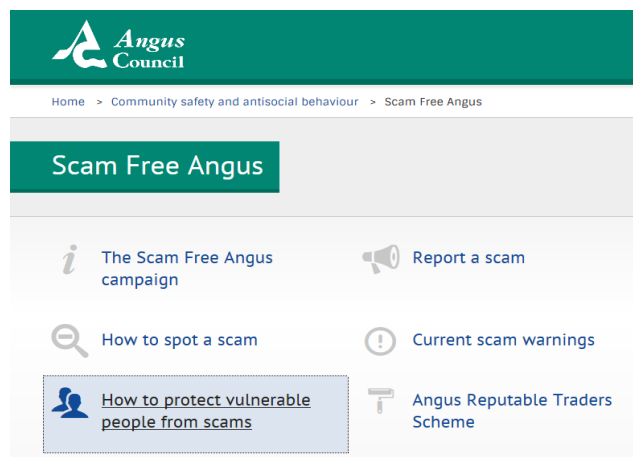 Angus
Council
Home > Community safety and antisocial behaviour > Scam Free Angus
Scam Free Angus
The Scam Free Angus
campaign
Report a scam
How to spot a scam
Current scam warnings
How to protect vulnerable
people from scams
Angus Reputable Traders
Scheme